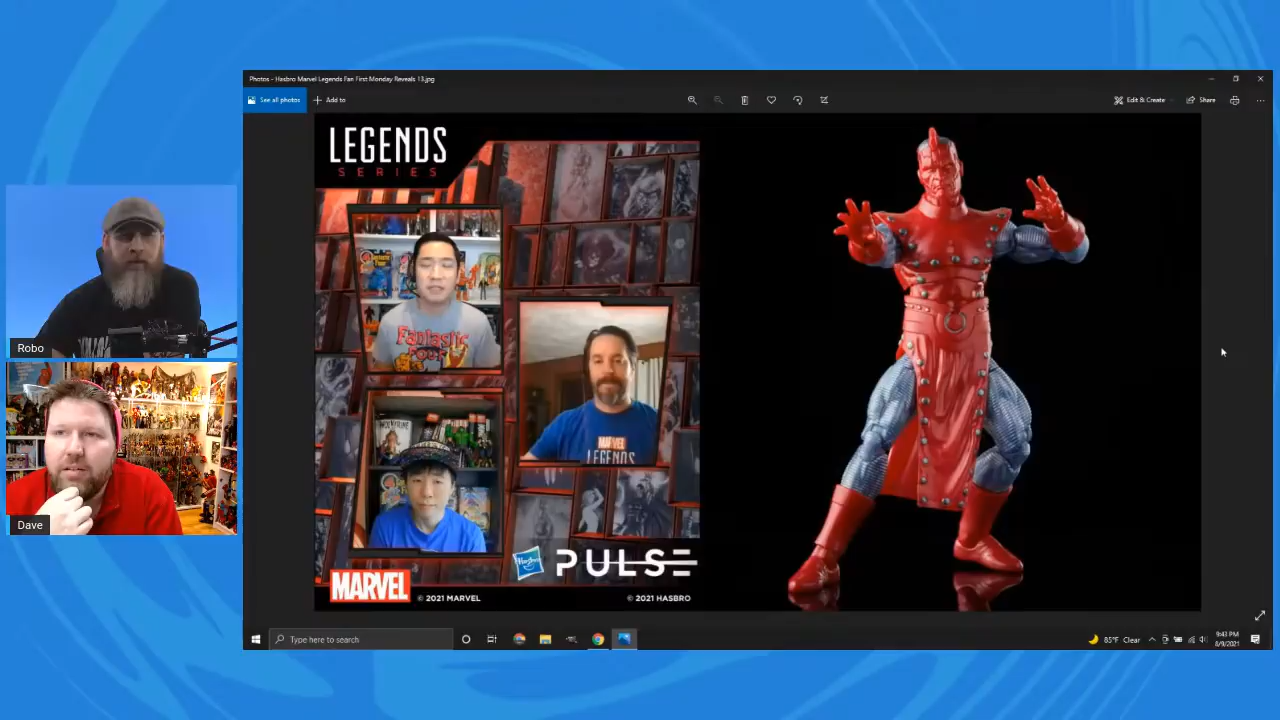 Photos - Hasbro Marvel Legends Fan First Monday Reveals 13.jpg
See all photos
Add to
Edit & Create
Share
LEGENDS
SERIES
Fantastic
Four
MARVEL
LEGENDS
Robo
Dave
Hasbro
PULSE
MARVEL
© 2021 MARVEL
© 2021 HASBRO
Type here to search
85°F Clear
9:43 PM
8/9/2021